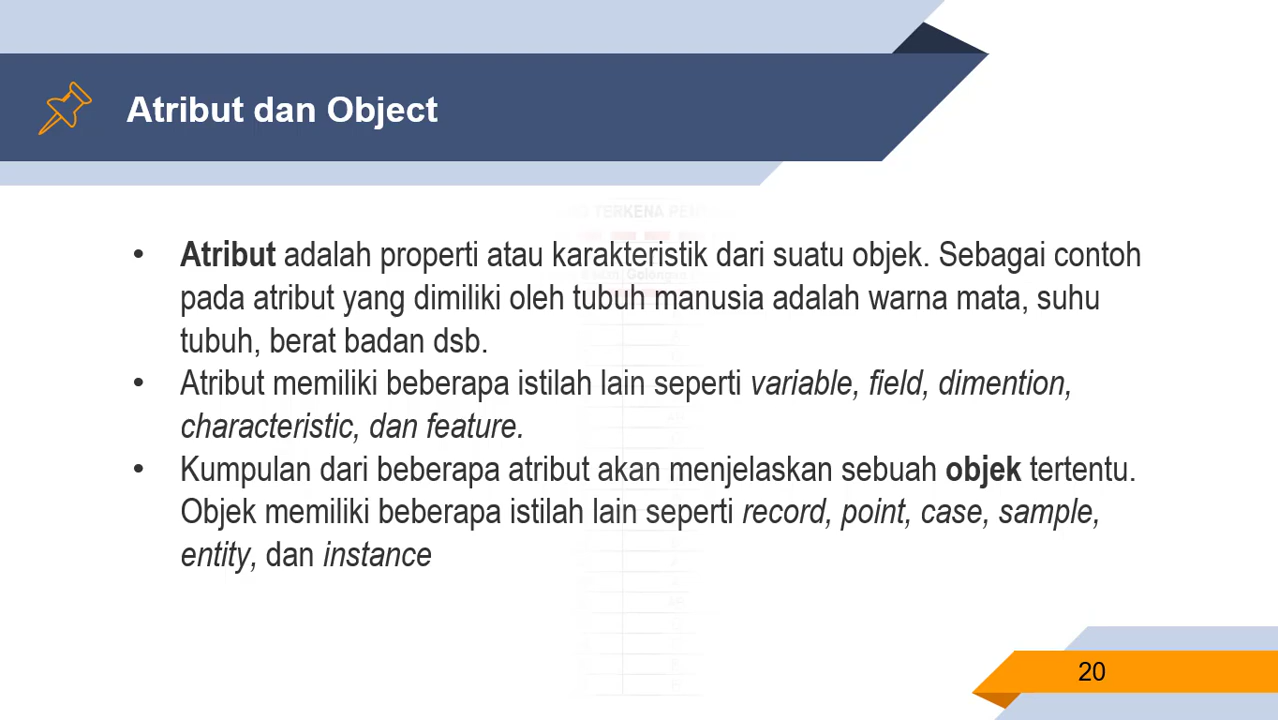 Atribut dan Object
TERKENA
• Atribut adalah properti atau karakteristik dari suatu objek. Sebagai contoh
pada atribut yang dimiliki oleh tubuh manusia adalah warna mata, suhu
tubuh, berat badan dsb.
• Atribut memiliki beberapa istilah lain seperti variable, field, dimention,
characteristic, dan feature.
• Kumpulan dari beberapa atribut akan menjelaskan sebuah objek tertentu.
Objek memiliki beberapa istilah lain seperti record, point, case, sample,
entity, dan instance
20